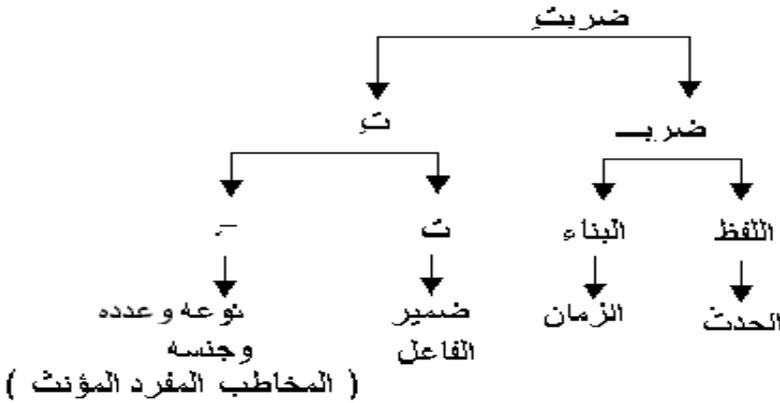 ضربتِ
ضربـ
تِ
اللفظ
البناء
ت
ـِ
الحدث
الزمان
ضمير
الفاعل
نوعه وعدده
وجنسه
( المخاطب المفرد المؤنث )